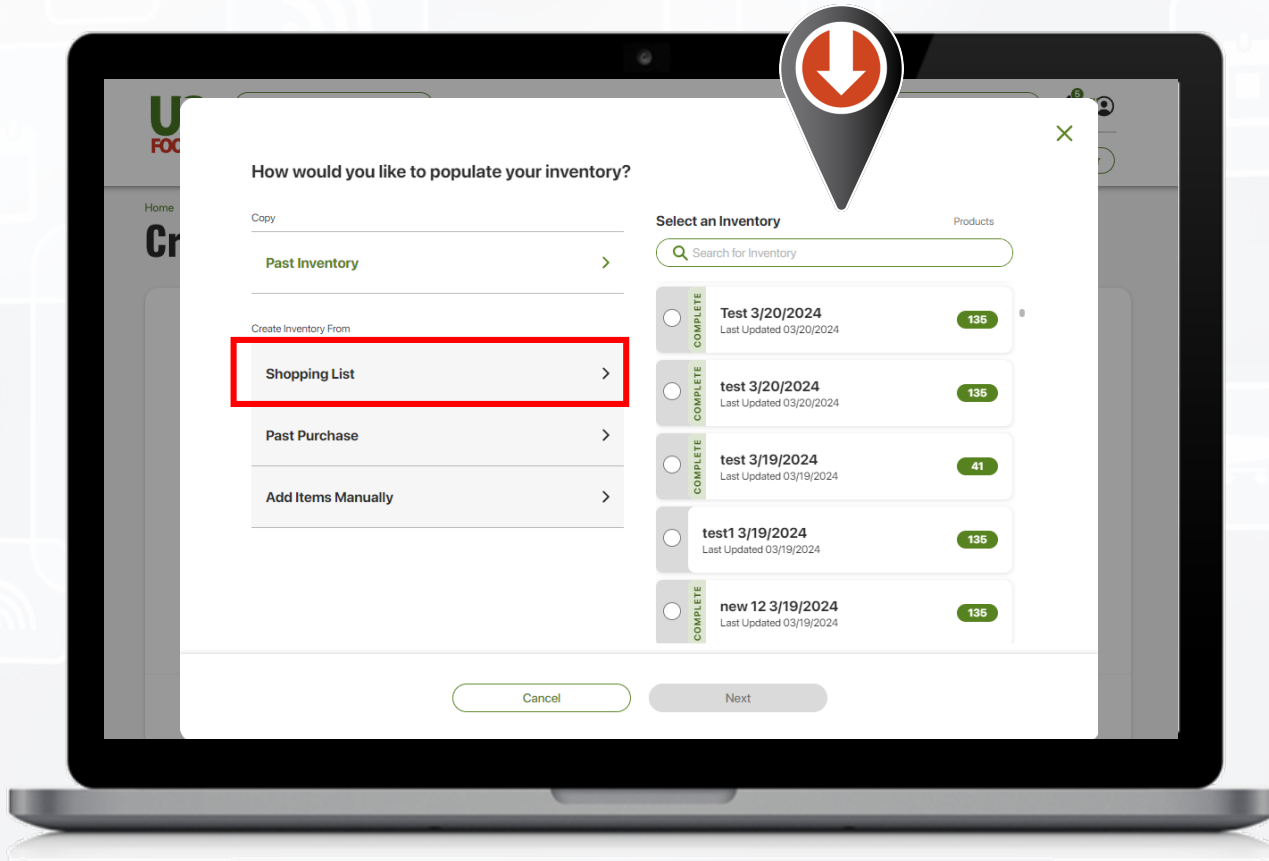 U
FOO
5
Home
Cr
How would you like to populate your inventory?
Copy
Past Inventory
Create Inventory From
Shopping List
Past Purchase
Add Items Manually
Select an Inventory
Products
Search for Inventory
COMPLETE
Test 3/20/2024
Last Updated 03/20/2024
135
COMPLETE
test 3/20/2024
Last Updated 03/20/2024
135
COMPLETE
test 3/19/2024
Last Updated 03/19/2024
41
test1 3/19/2024
Last Updated 03/19/2024
135
COMPLETE
new 12 3/19/2024
Last Updated 03/19/2024
135
Cancel
Next